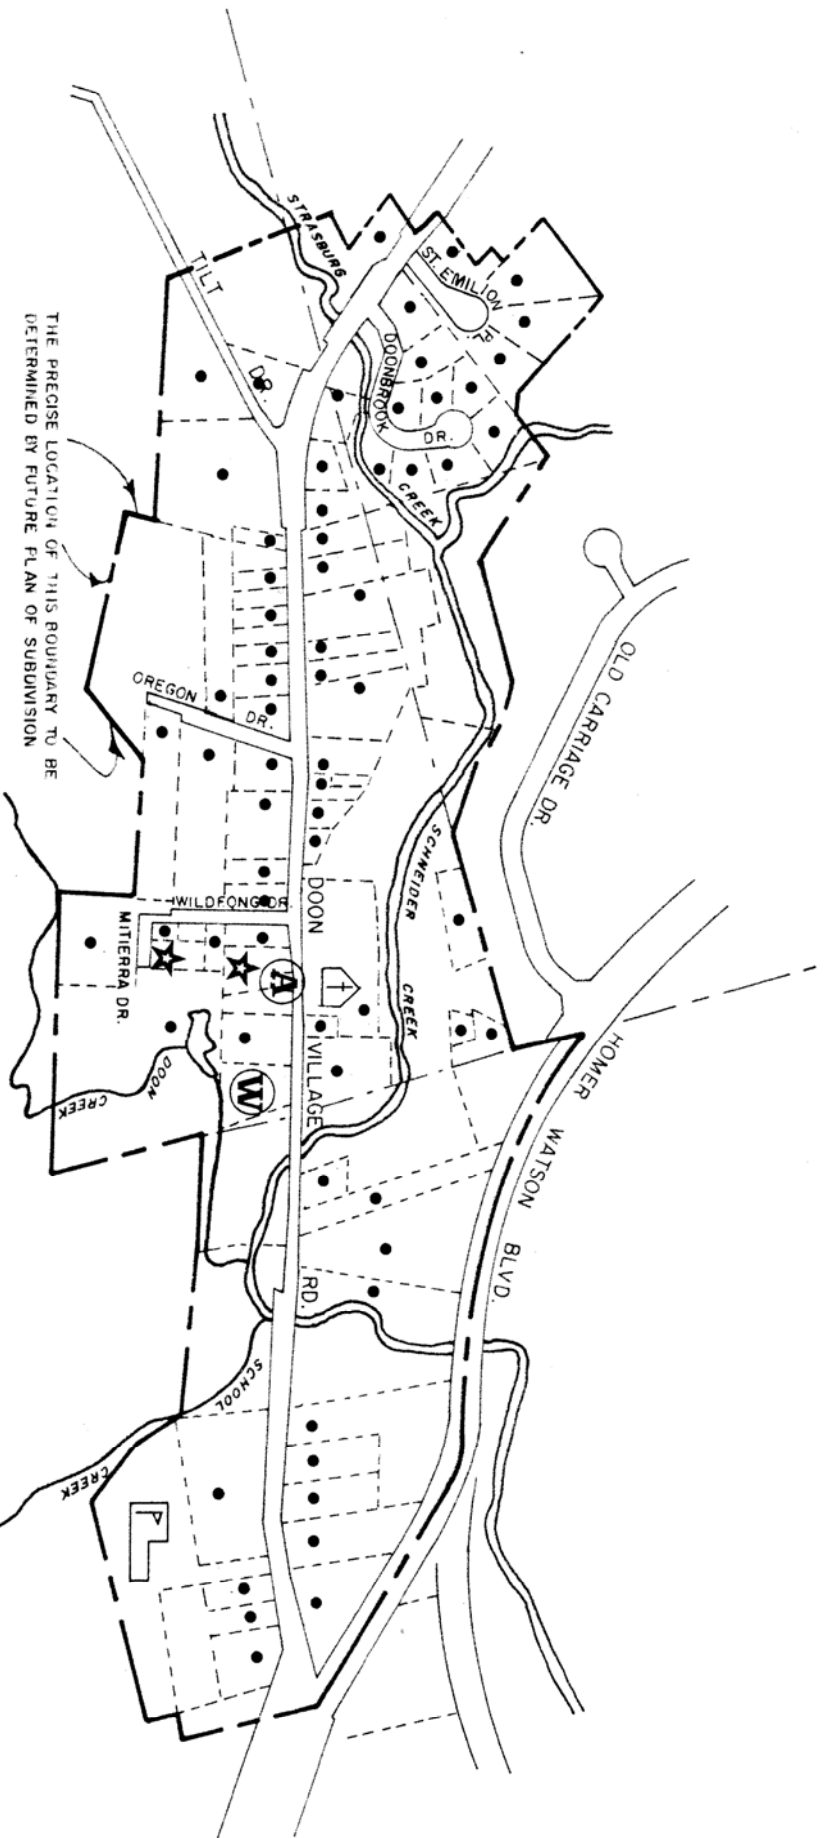 STRASBURG
CREEK
ST. EMILION
PL.
DOONBROOK
DR.
TILT
DR.
THE PRECISE LOCATION OF THIS BOUNDARY TO BE
DETERMINED BY FUTURE PLAN OF SUBDIVISION
OREGON
DR.
OLD CARRIAGE DR.
SCHNEIDER
CREEK
DOON
VILLAGE
RD.
WILDFONG DR.
MITIERRA DR.
A
W
DOON
CREEK
HOMER
WATSON
BLVD.
SCHOOL
CREEK